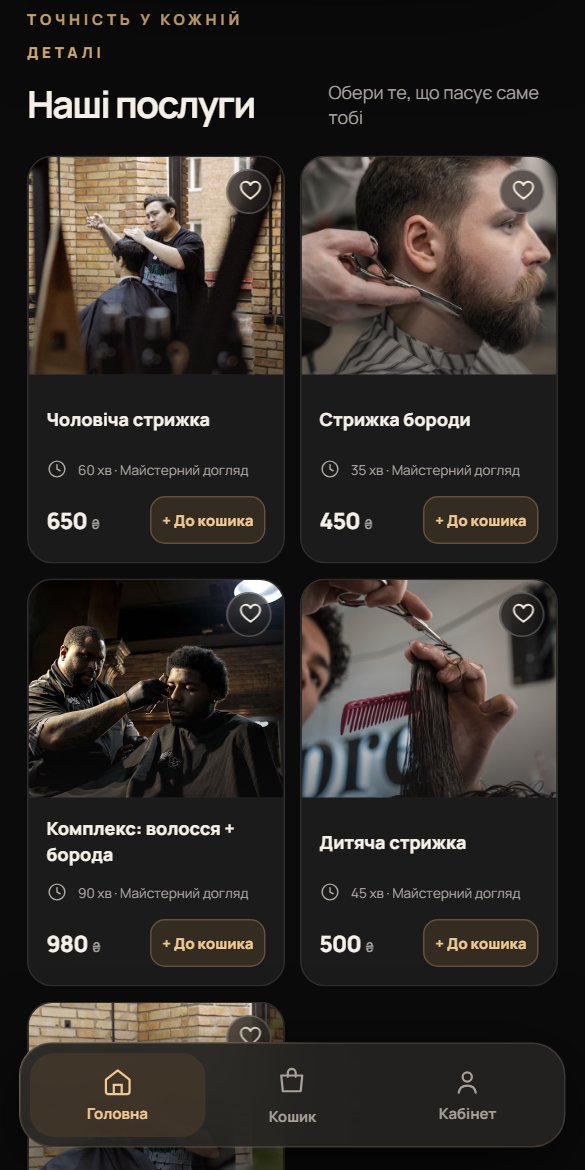 ТОЧНІСТЬ У КОЖНІЙ
ДЕТАЛІ
Наші послуги
Обери те, що пасує саме
тобі
Чоловіча стрижка
60 хв · Майстерний догляд
650 ₴
+ До кошика
Стрижка бороди
35 хв · Майстерний догляд
450 ₴
+ До кошика
Комплекс: волосся +
борода
90 хв · Майстерний догляд
980 ₴
+ До кошика
Дитяча стрижка
45 хв · Майстерний догляд
500 ₴
+ До кошика
Головна
Кошик
Кабінет